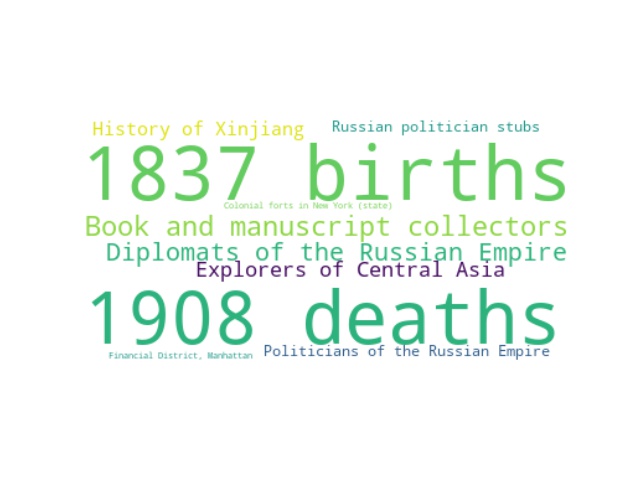 History of Xinjiang
Russian politician stubs
1837 births
Colonial forts in New York (state)
Book and manuscript collectors
Diplomats of the Russian Empire
Explorers of Central Asia
1908 deaths
Financial District, Manhattan
Politicians of the Russian Empire